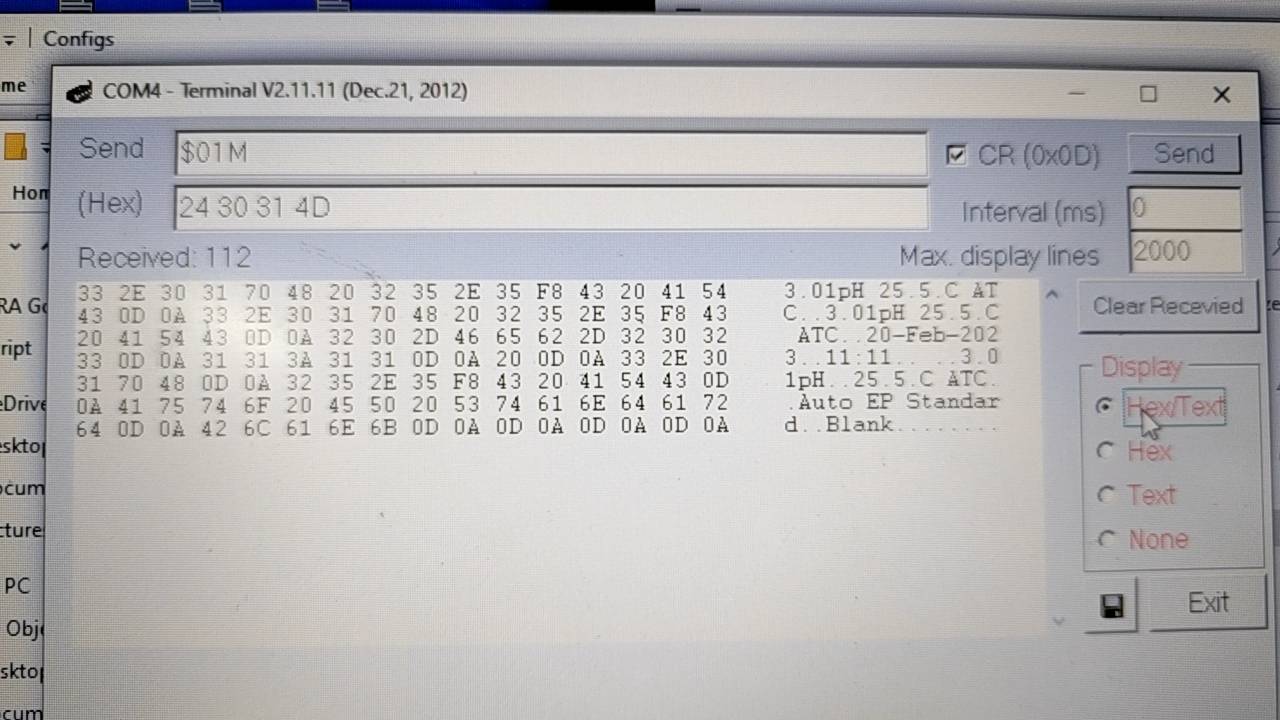 Configs
me
COM4 - Terminal V2.11.11 (Dec.21, 2012)
Send $01M CR (0x0D) Send
(Hex) 24 30 31 4D Interval (ms) 0
Received: 112 Max. display lines 2000
33 2E 30 31 70 48 20 32 35 2E 35 F8 43 20 41 54 3.01pH 25.5.C AT
43 0D 0A 33 2E 30 31 70 48 20 32 35 2E 35 F8 43 C..3.01pH 25.5.C
20 41 54 43 0D 0A 32 30 2D 46 65 62 2D 32 30 32 ATC..20-Feb-202
33 0D 0A 31 31 3A 31 31 0D 0A 20 0D 0A 33 2E 30 3..11:11.. ..3.0
31 70 48 0D 0A 32 35 2E 35 F8 43 20 41 54 43 0D 1pH..25.5.C ATC.
0A 41 75 74 6F 20 45 50 20 53 74 61 6E 64 61 72 .Auto EP Standar
64 0D 0A 42 6C 61 6E 6B 0D 0A 0D 0A 0D 0A 0D 0A d..Blank........
Clear Recevied
Display
Hex/Text
Hex
Text
None
Exit
Hom
RA Go
ript
eDrive
eskto
ocum
cture
PC
Obje
skto
cum